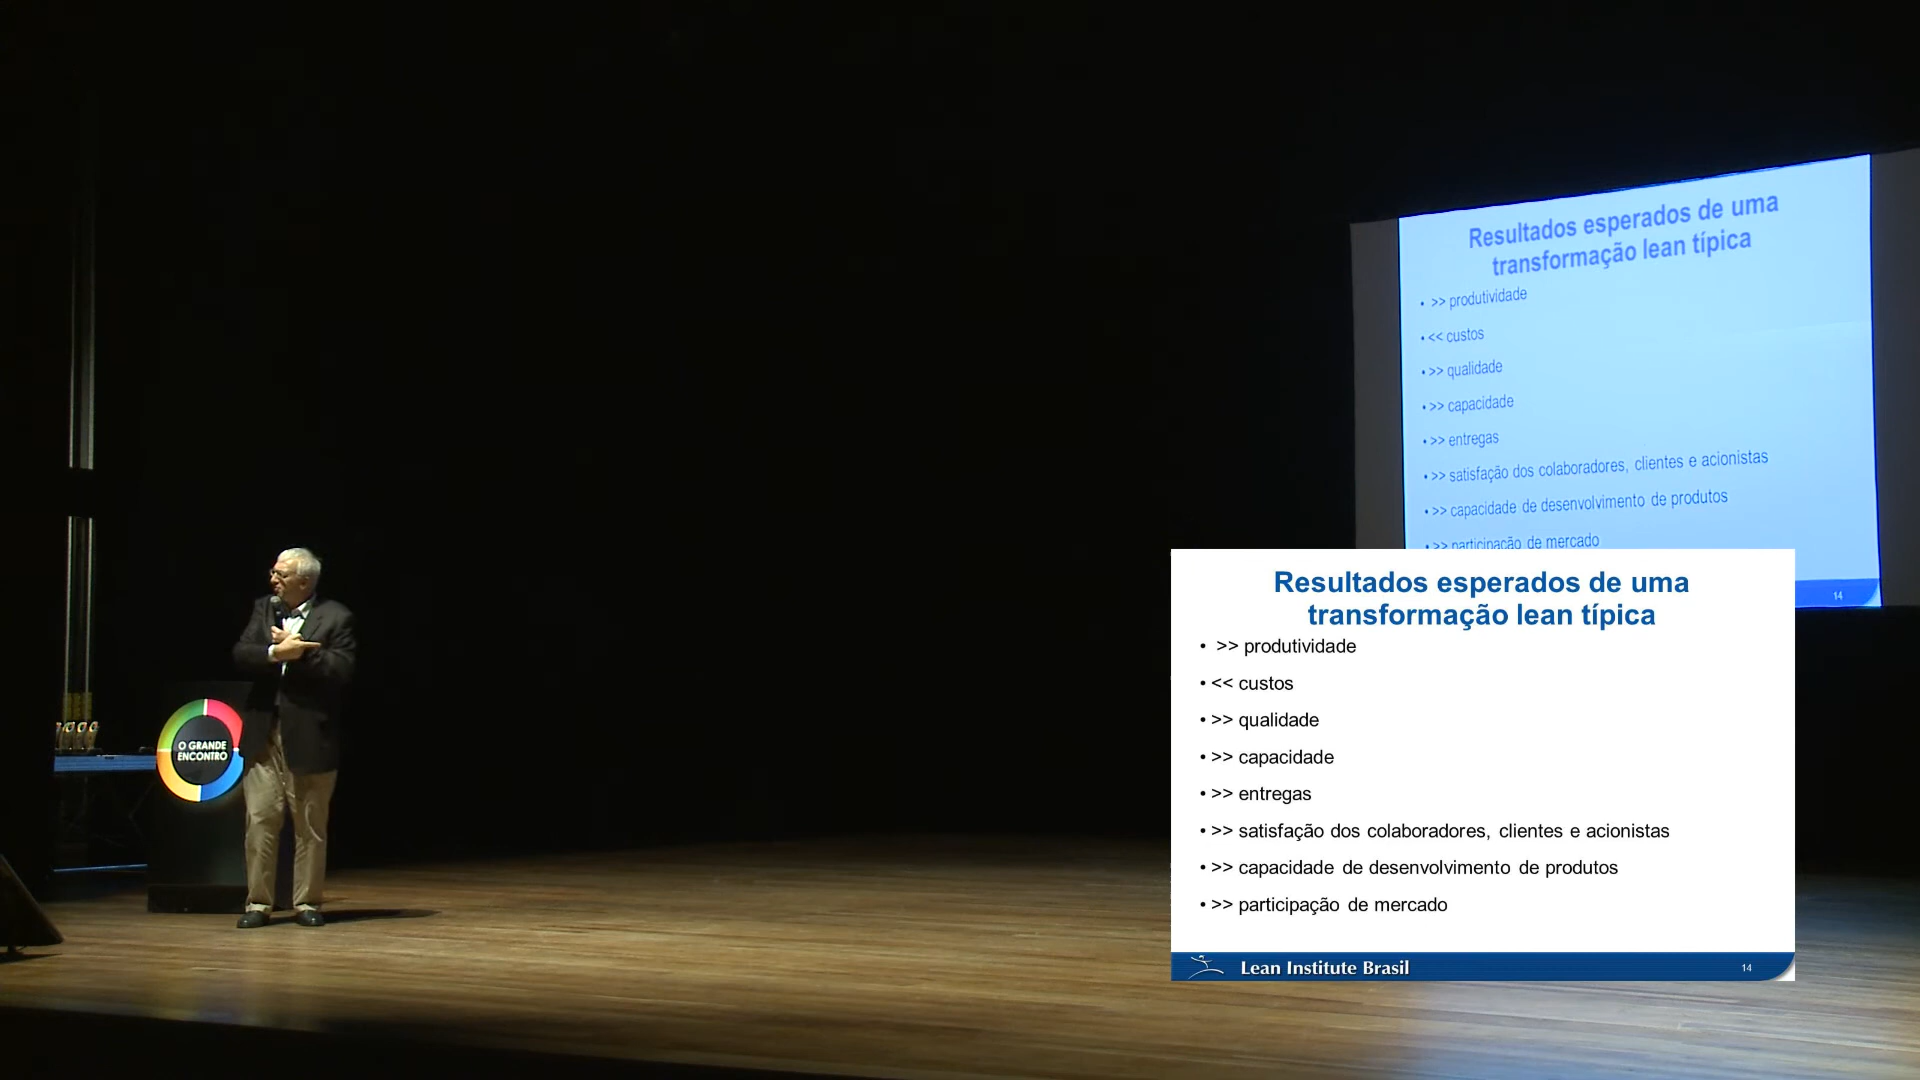 Resultados esperados de uma
transformação lean típica
• >> produtividade
• << custos
• >> qualidade
• >> capacidade
• >> entregas
• >> satisfação dos colaboradores, clientes e acionistas
• >> capacidade de desenvolvimento de produtos
• >> participação de mercado
14
O GRANDE
ENCONTRO
Resultados esperados de uma
transformação lean típica
• >> produtividade
• << custos
• >> qualidade
• >> capacidade
• >> entregas
• >> satisfação dos colaboradores, clientes e acionistas
• >> capacidade de desenvolvimento de produtos
• >> participação de mercado
Lean Institute Brasil
14